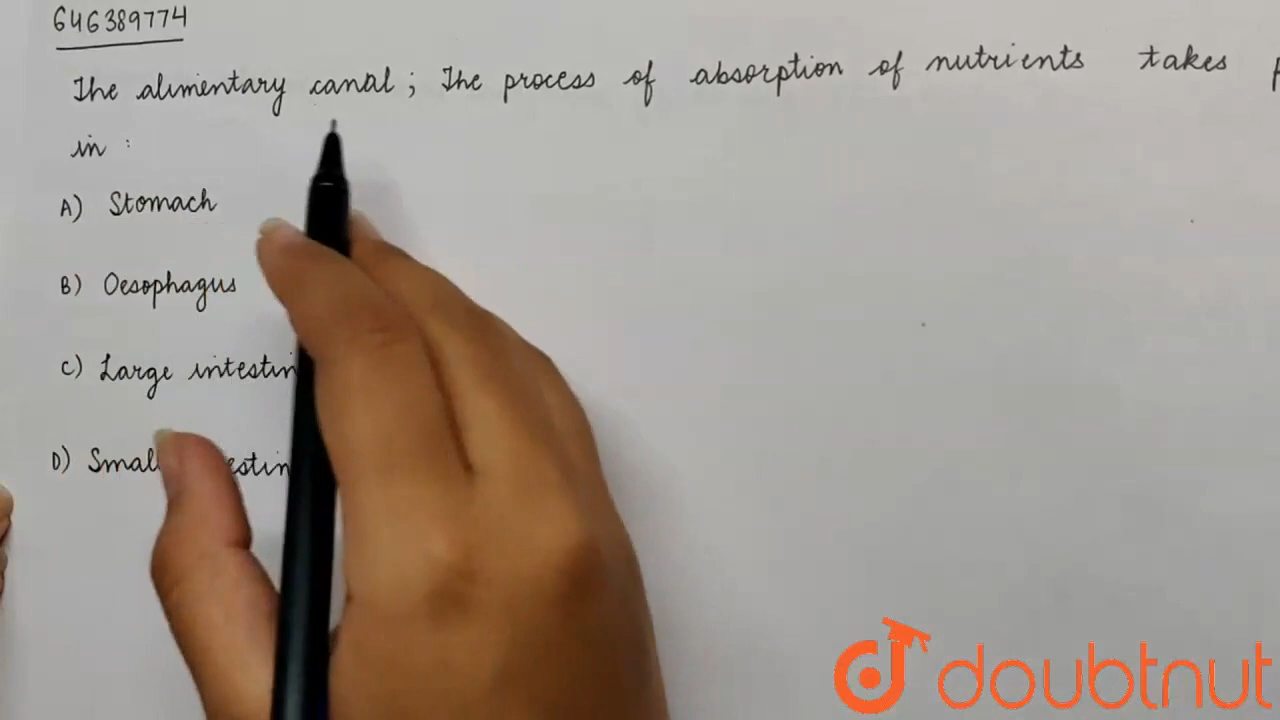 646389774
The alimentary canal ; The process of absorption of nutrients takes
in :
A) Stomach
B) Oesophagus
C) Large intestin
D) Small
doubtnut